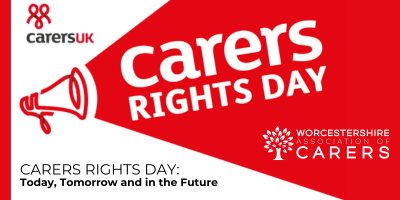 carersUK
carers
RIGHTS DAY
WORCESTERSHIRE
ASSOCIATION OF
CARERS
CARERS RIGHTS DAY:
Today, Tomorrow and in the Future